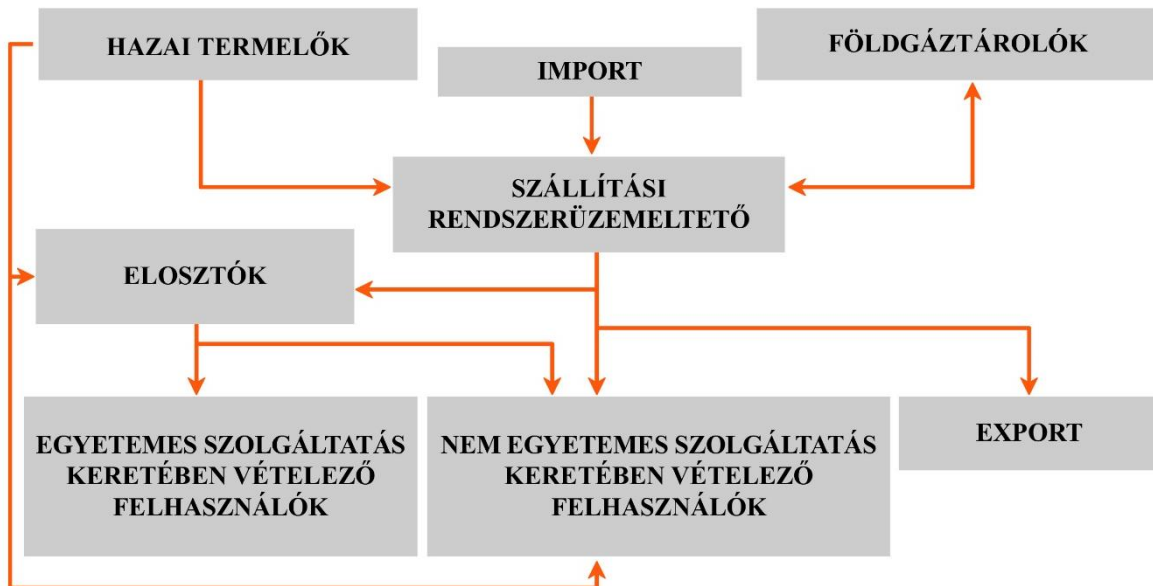 HAZAI TERMELŐK
IMPORT
FÖLDGÁZTÁROLÓK
SZÁLLÍTÁSI
RENDSZERÜZEMELTETŐ
ELOSZTÓK
EGYETEMES SZOLGÁLTATÁS
KERETÉBEN VÉTELEZŐ
FELHASZNÁLÓK
NEM EGYETEMES SZOLGÁLTATÁS
KERETÉBEN VÉTELEZŐ
FELHASZNÁLÓK
EXPORT